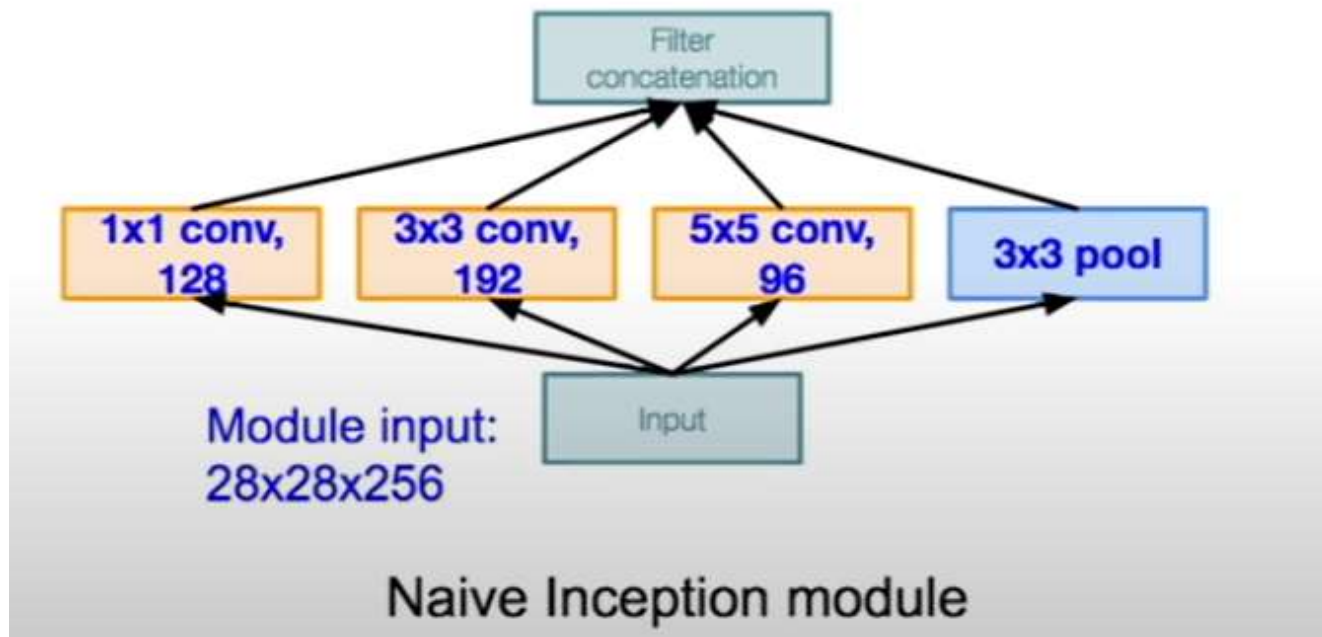 Filter
concatenation
1x1 conv,
128
3x3 conv,
192
5x5 conv,
96
3x3 pool
Input
Module input:
28x28x256
Naive Inception module